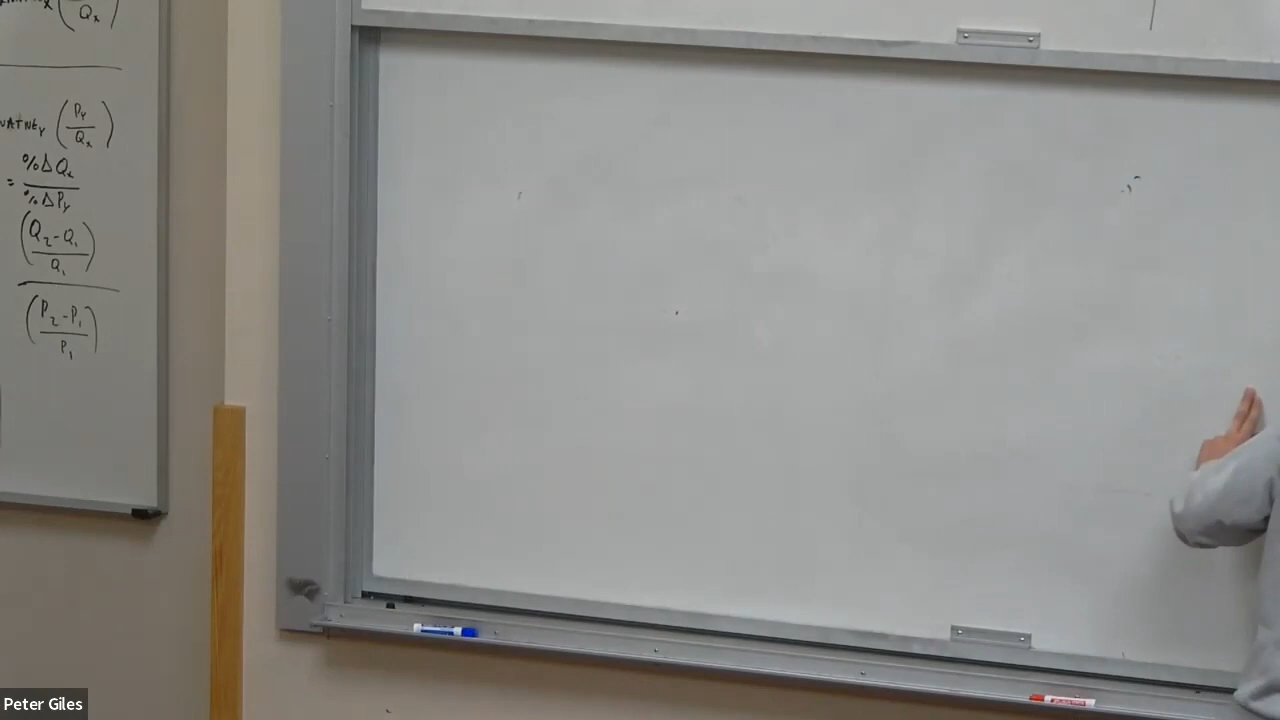 (
Qx
)
(PY / Qx)
= %ΔQx / %ΔPY
(Q2-Q1 / Q1)
(P2-P1 / P1)
Peter Giles